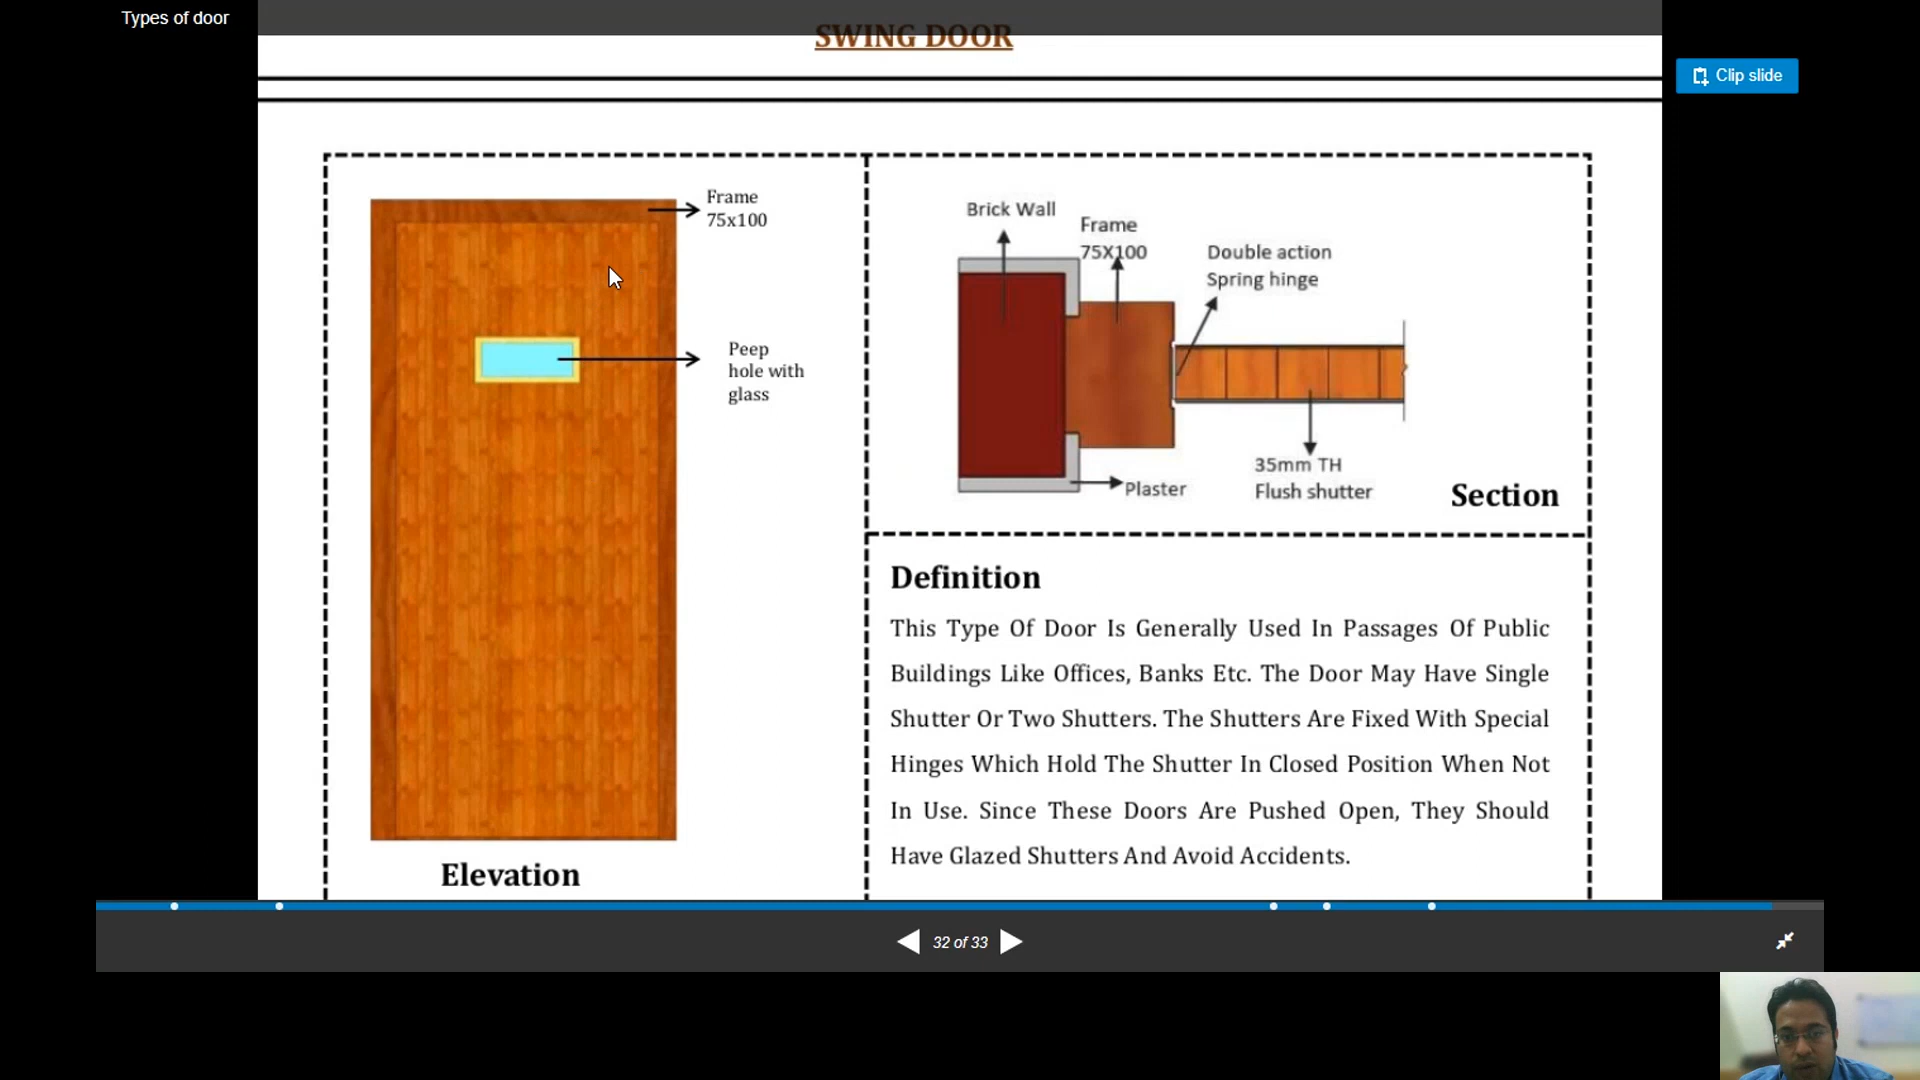 Types of door
SWING DOOR
Clip slide
Frame
75x100
Peep
hole with
glass
Elevation
Brick Wall
Frame
75X100
Double action
Spring hinge
Plaster
35mm TH
Flush shutter
Section
Definition
This Type Of Door Is Generally Used In Passages Of Public
Buildings Like Offices, Banks Etc. The Door May Have Single
Shutter Or Two Shutters. The Shutters Are Fixed With Special
Hinges Which Hold The Shutter In Closed Position When Not
In Use. Since These Doors Are Pushed Open, They Should
Have Glazed Shutters And Avoid Accidents.
32 of 33